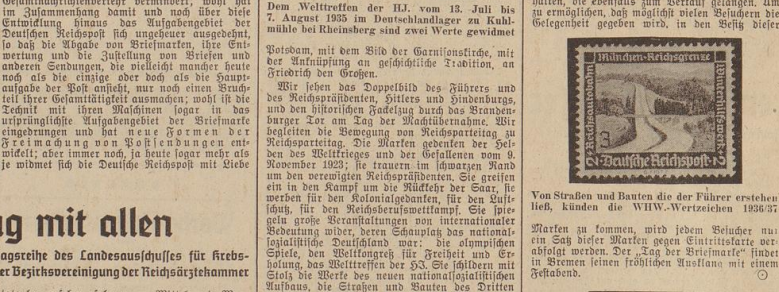 im Zusammenhang damit und noch über diese
Entwicklung hinaus das Aufgabengebiet der
Deutschen Reichspost sich ungeheuer ausgedehnt,
so daß die Abgabe von Briefmarken, ihre Ent-
wertung und die Zustellung von Briefen und
anderen Sendungen, die vielleicht mancher heute
noch als die einzige oder doch als die Haupt-
aufgabe der Post ansieht, nur noch einen Bruch-
teil ihrer Gesamttätigkeit ausmachen; wohl ist die
Technik mit ihren Maschinen sogar in das
ursprünglichste Aufgabengebiet der Briefmarke
eingedrungen und hat neue Formen der
Freimachung von Postsendungen ent-
wickelt; aber immer noch, ja heute sogar mehr als
je widmet sich die Deutsche Reichspost mit Liebe
g mit allen
agsreihe des Landesausschusses für Krebs-
er Bezirksvereinigung der Reichsärztekammer
Dem Welttreffen der HJ. vom 13. Juli bis
7. August 1935 im Deutschlandlager zu Kuhl-
mühle bei Rheinsberg sind zwei Werte gewidmet
Potsdam, mit dem Bild der Garnisonkirche, mit
der Anknüpfung an geschichtliche Tradition, an
Friedrich den Großen.
Wir sehen das Doppelbild des Führers und
des Reichspräsidenten, Hitlers und Hindenburgs,
und den historischen Fackelzug durch das Branden-
burger Tor am Tag der Machtübernahme. Wir
begleiten die Bewegung von Reichsparteitag zu
Reichsparteitag. Die Marken gedenken der Hel-
den des Weltkrieges und der Gefallenen vom 9.
November 1923; sie trauern im schwarzen Rand
um den verewigten Reichspräsidenten. Sie greifen
ein in den Kampf um die Rückkehr der Saar, sie
werben für den Kolonialgedanken, für den Luft-
schutz, für den Reichsberufswettkampf. Sie spie-
geln große Veranstaltungen von internationaler
Bedeutung wider, deren Schauplatz das national-
sozialistische Deutschland war: die olympischen
Spiele, den Weltkongreß für Freiheit und Er-
holung, das Welttreffen der HJ. Sie schildern mit
Stolz die Werke des neuen nationalsozialistischen
Aufbaus, die Straßen und Bauten des Dritten
zu ermöglichen, daß möglichst vielen Besuchern die
Gelegenheit gegeben wird, in den Besitz dieser
München-Reichsgrenze
Reichsautobahn
Winterhilfswerk
3
2 Deutsche Reichspost 2
Von Straßen und Bauten die der Führer erstehen
ließ, künden die WHW.-Wertzeichen 1936/37
Marken zu kommen, wird jedem Besucher nur
ein Satz dieser Marken gegen Eintrittskarte ver-
abfolgt werden. Der „Tag der Briefmarke" findet
in Bremen seinen fröhlichen Ausklang mit einem
Festabend.